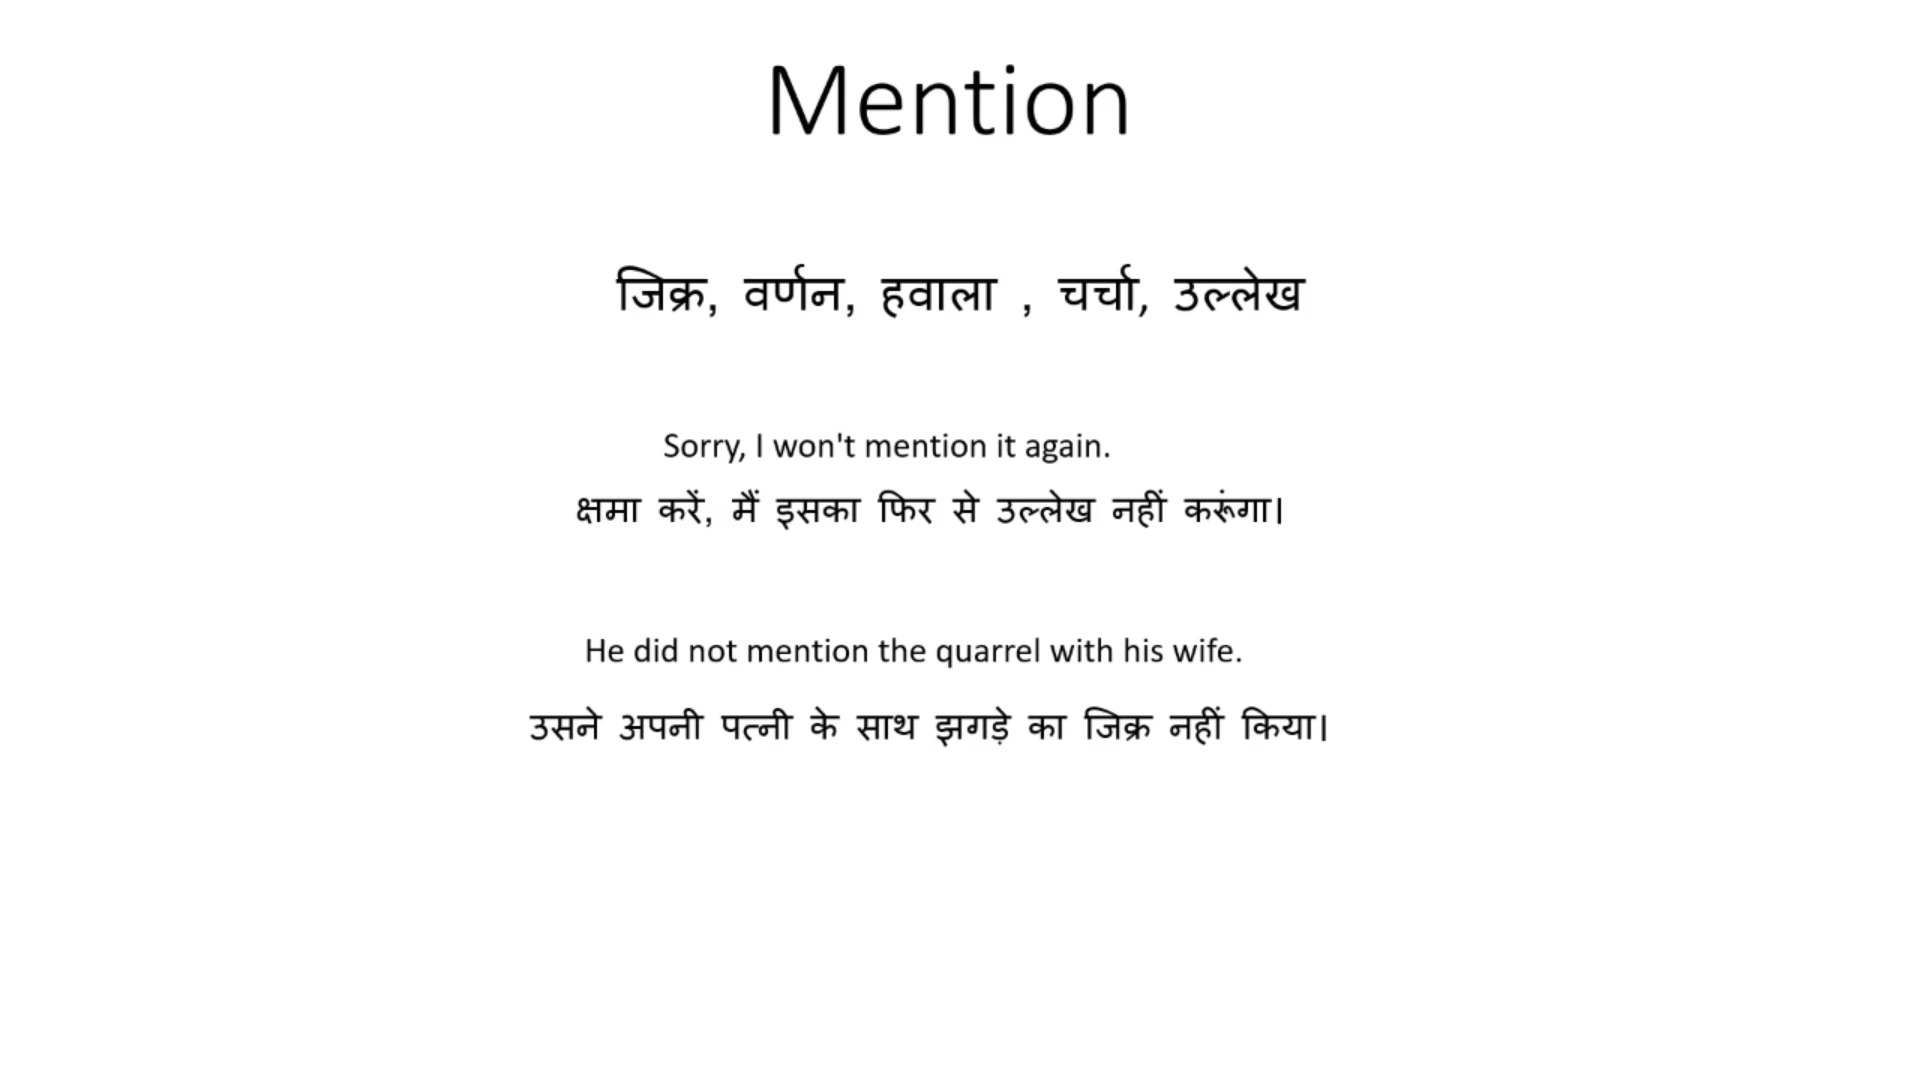 Mention
जिक्र, वर्णन, हवाला , चर्चा, उल्लेख
Sorry, I won't mention it again.
क्षमा करें, मैं इसका फिर से उल्लेख नहीं करूंगा।
He did not mention the quarrel with his wife.
उसने अपनी पत्नी के साथ झगड़े का जिक्र नहीं किया।